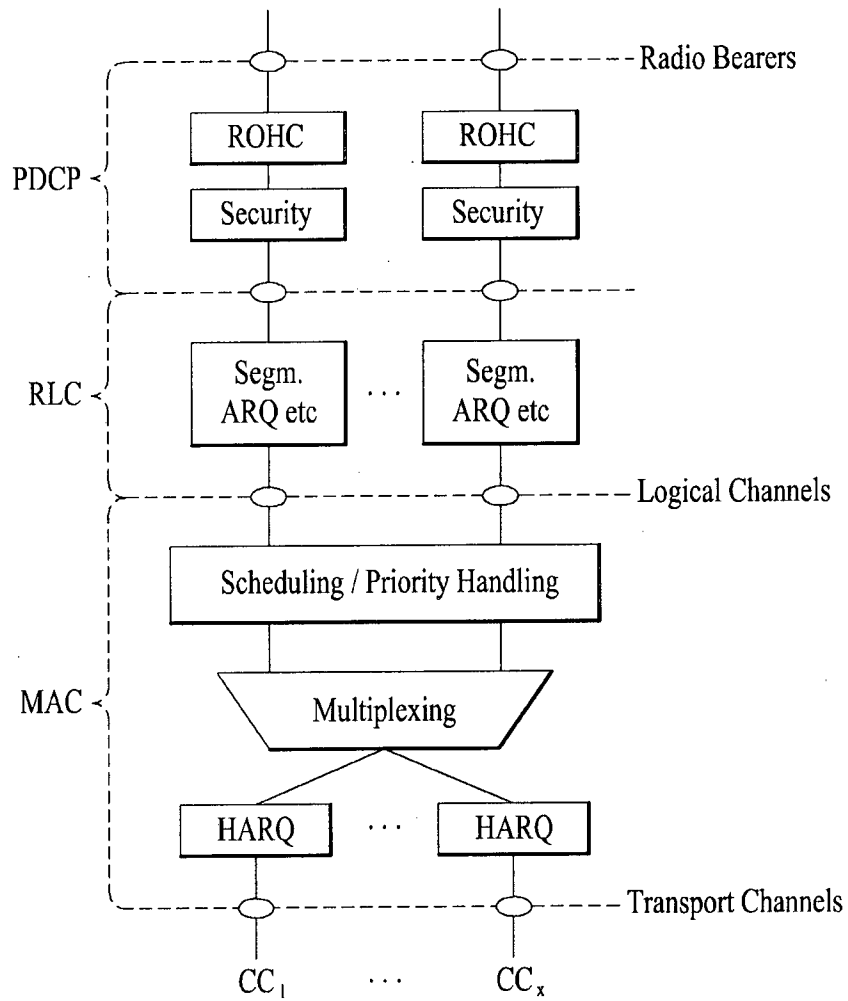 Radio Bearers
ROHC
ROHC
PDCP
Security
Security
Segm.
ARQ etc
...
Segm.
ARQ etc
RLC
Logical Channels
Scheduling / Priority Handling
MAC
Multiplexing
HARQ
...
HARQ
Transport Channels
CC1 ... CCx